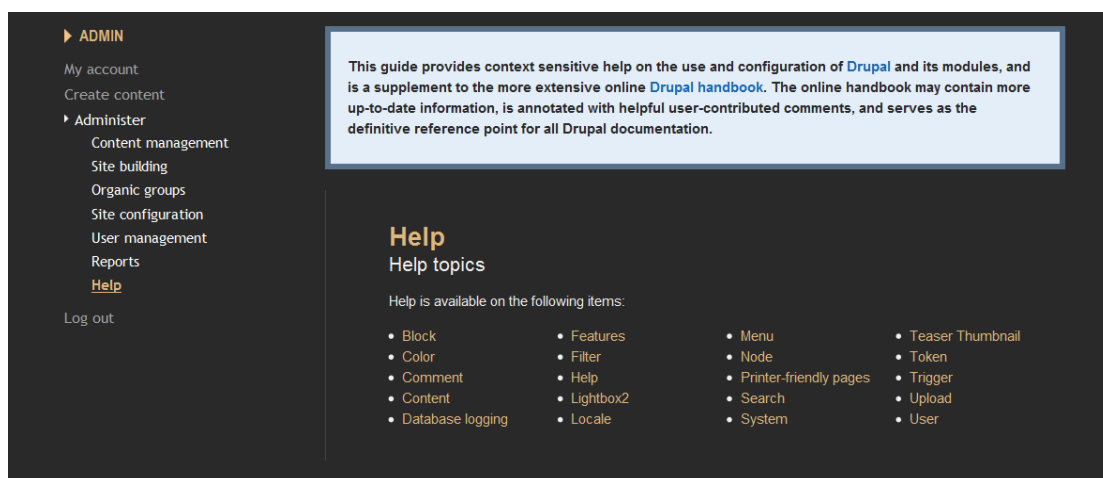 ADMIN
My account
Create content
Administer
Content management
Site building
Organic groups
Site configuration
User management
Reports
Help
Log out
This guide provides context sensitive help on the use and configuration of Drupal and its modules, and
is a supplement to the more extensive online Drupal handbook. The online handbook may contain more
up-to-date information, is annotated with helpful user-contributed comments, and serves as the
definitive reference point for all Drupal documentation.
Help
Help topics
Help is available on the following items:
• Block
• Color
• Comment
• Content
• Database logging
• Features
• Filter
• Help
• Lightbox2
• Locale
• Menu
• Node
• Printer-friendly pages
• Search
• System
• Teaser Thumbnail
• Token
• Trigger
• Upload
• User